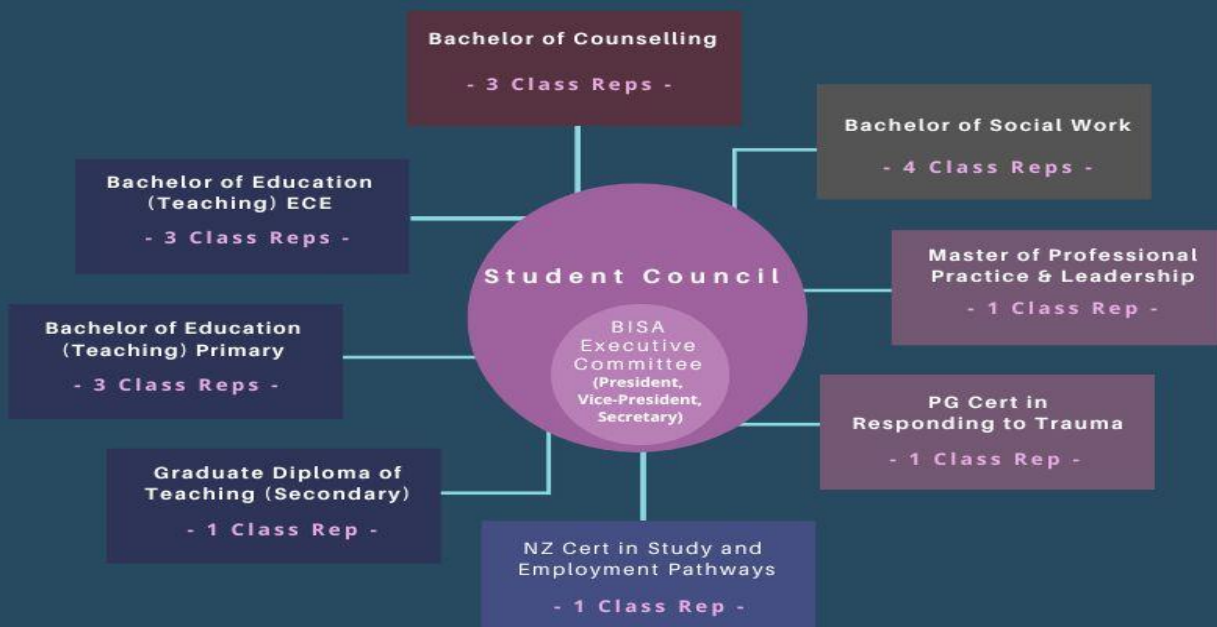 Bachelor of Counselling
- 3 Class Reps -
Bachelor of Social Work
- 4 Class Reps -
Bachelor of Education
(Teaching) ECE
- 3 Class Reps -
Master of Professional
Practice & Leadership
- 1 Class Rep -
Student Council
BISA
Executive
Committee
(President,
Vice-President,
Secretary)
Bachelor of Education
(Teaching) Primary
- 3 Class Reps -
PG Cert in
Responding to Trauma
- 1 Class Rep -
Graduate Diploma of
Teaching (Secondary)
- 1 Class Rep -
NZ Cert in Study and
Employment Pathways
- 1 Class Rep -